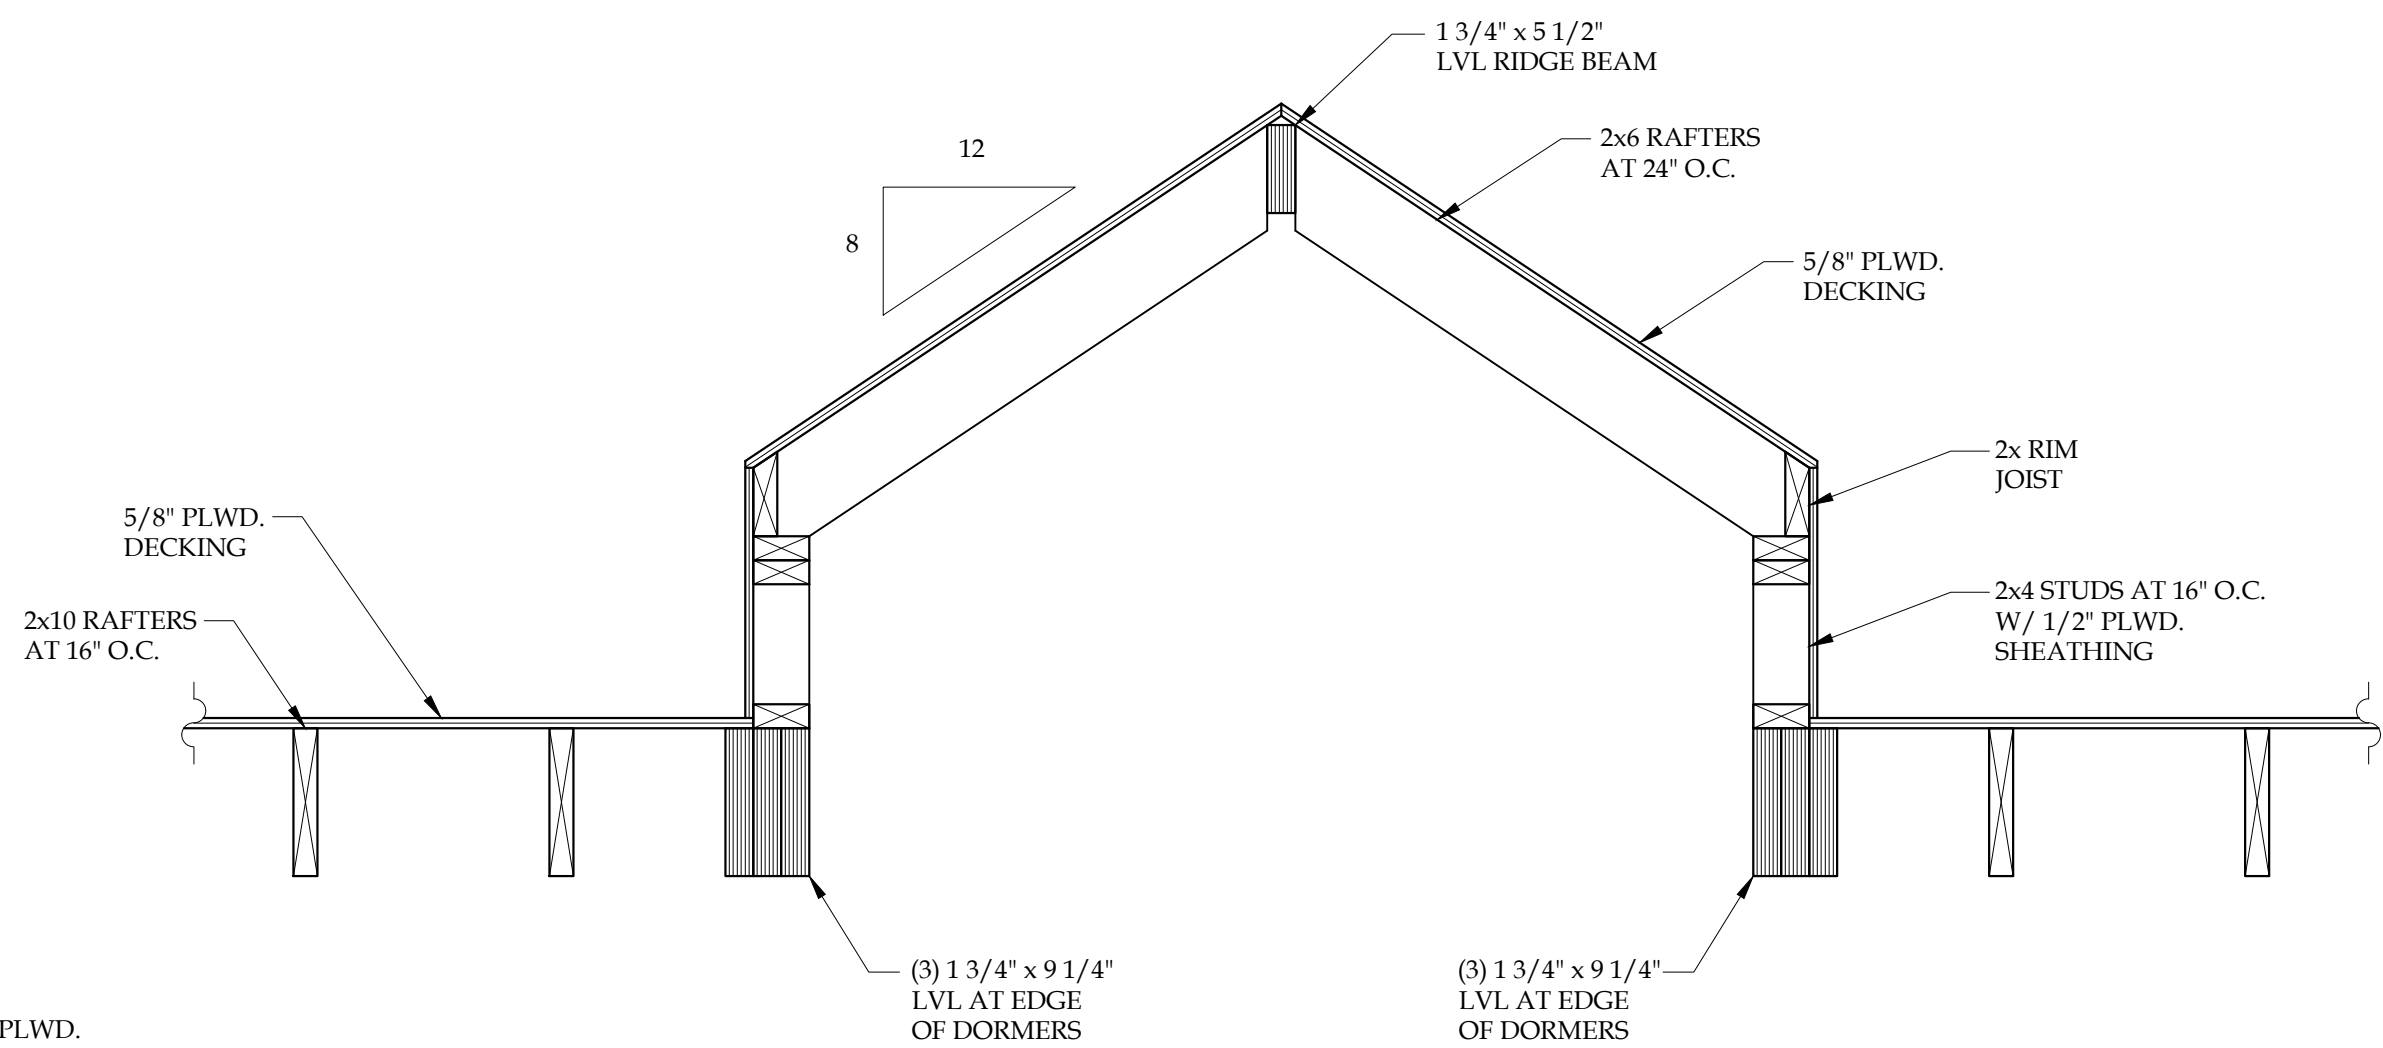 1 3/4" x 5 1/2"
LVL RIDGE BEAM
12
2x6 RAFTERS
AT 24" O.C.
8
5/8" PLWD.
DECKING
2x RIM
JOIST
5/8" PLWD.
DECKING
2x10 RAFTERS
AT 16" O.C.
2x4 STUDS AT 16" O.C.
W/ 1/2" PLWD.
SHEATHING
(3) 1 3/4" x 9 1/4"
LVL AT EDGE
OF DORMERS
(3) 1 3/4" x 9 1/4"
LVL AT EDGE
OF DORMERS
PLWD.